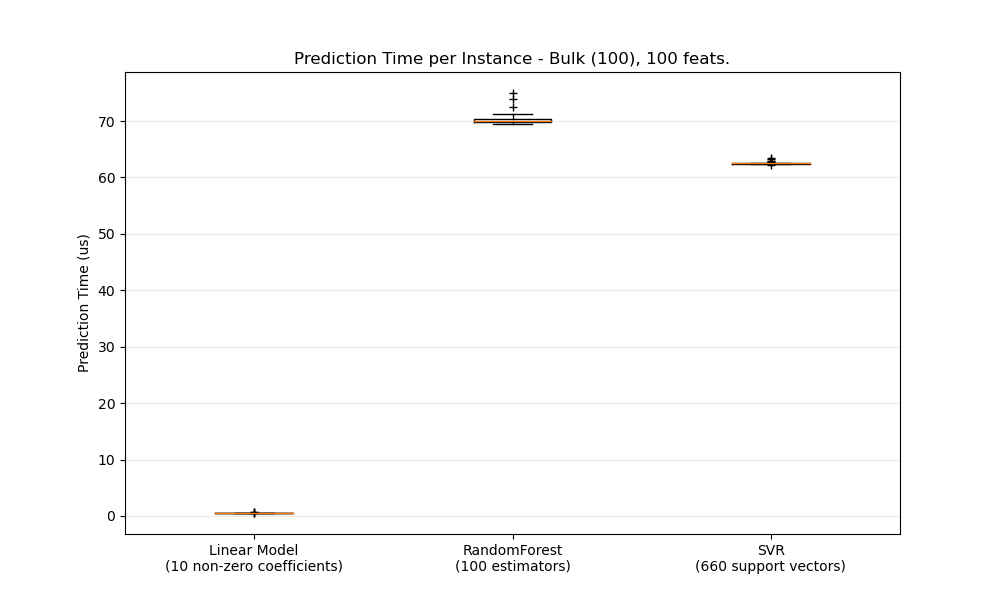 Prediction Time per Instance - Bulk (100), 100 feats.
Prediction Time (us)
70
60
50
40
30
20
10
0
Linear Model
(10 non-zero coefficients)
RandomForest
(100 estimators)
SVR
(660 support vectors)